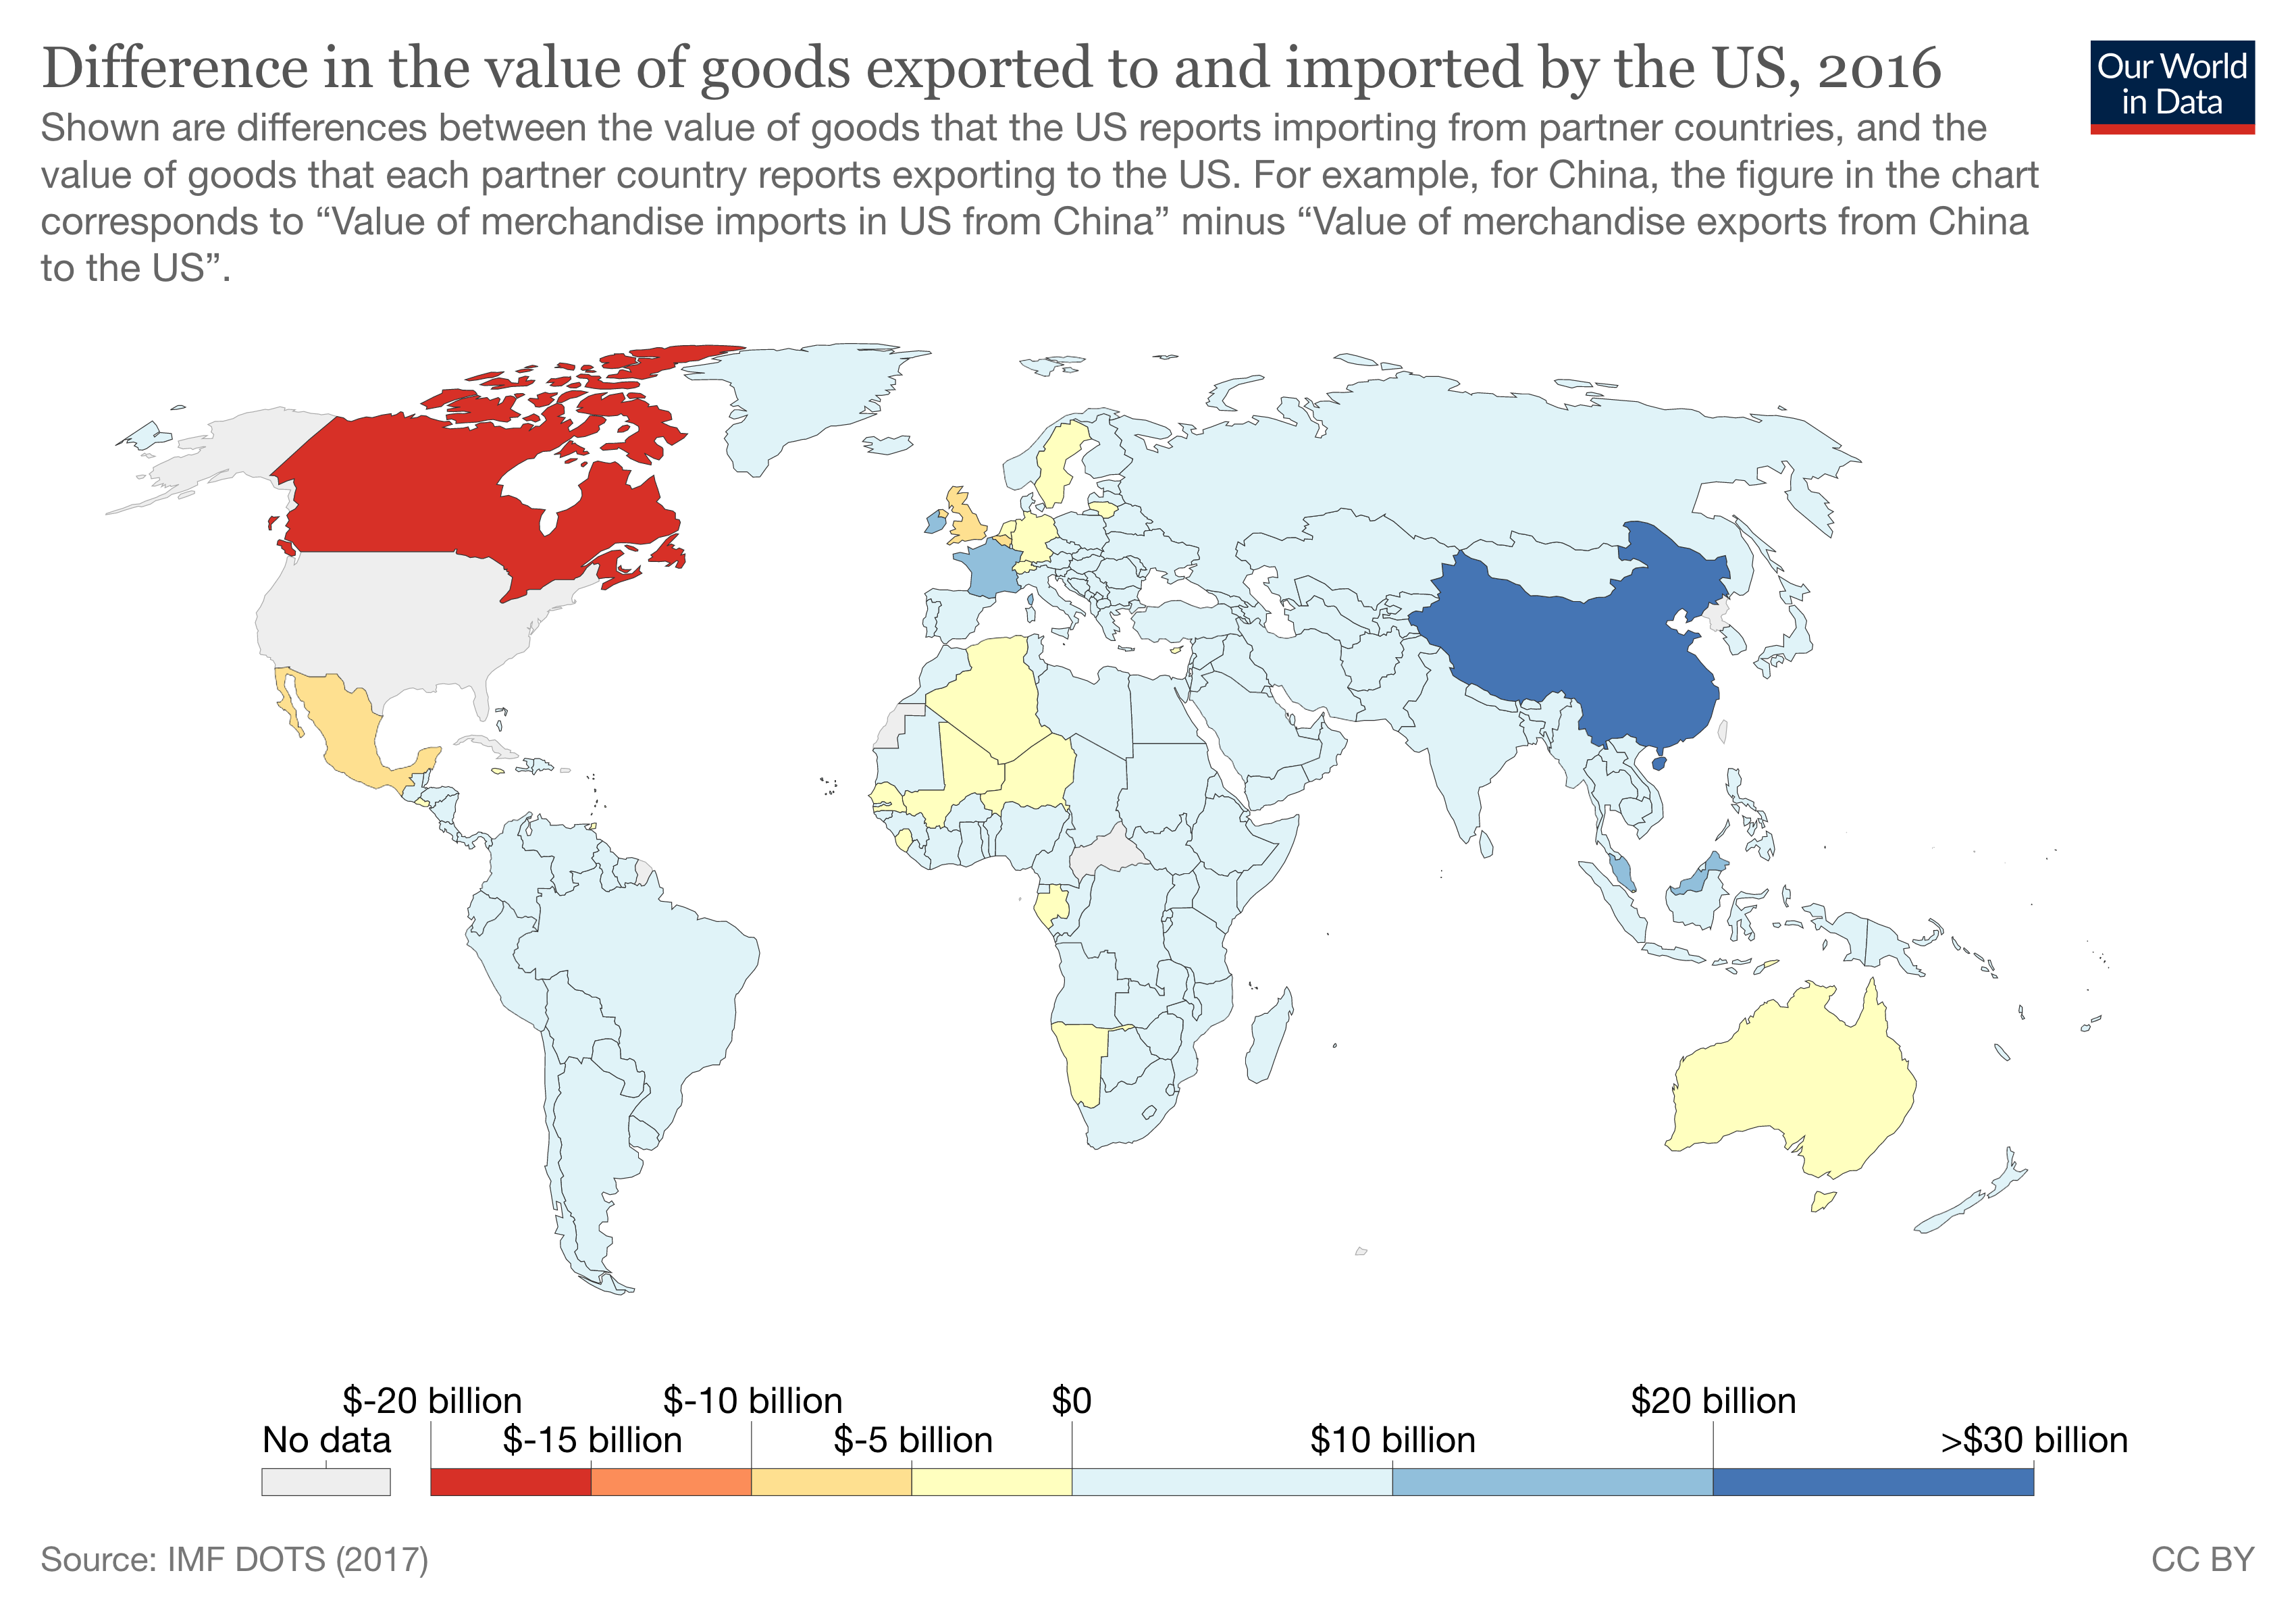 Difference in the value of goods exported to and imported by the US, 2016
Our World
in Data
Shown are differences between the value of goods that the US reports importing from partner countries, and the
value of goods that each partner country reports exporting to the US. For example, for China, the figure in the chart
corresponds to “Value of merchandise imports in US from China” minus “Value of merchandise exports from China
to the US”.
$-20 billion
$-10 billion
$0
$20 billion
No data
$-15 billion
$-5 billion
$10 billion
>$30 billion
Source: IMF DOTS (2017)
CC BY